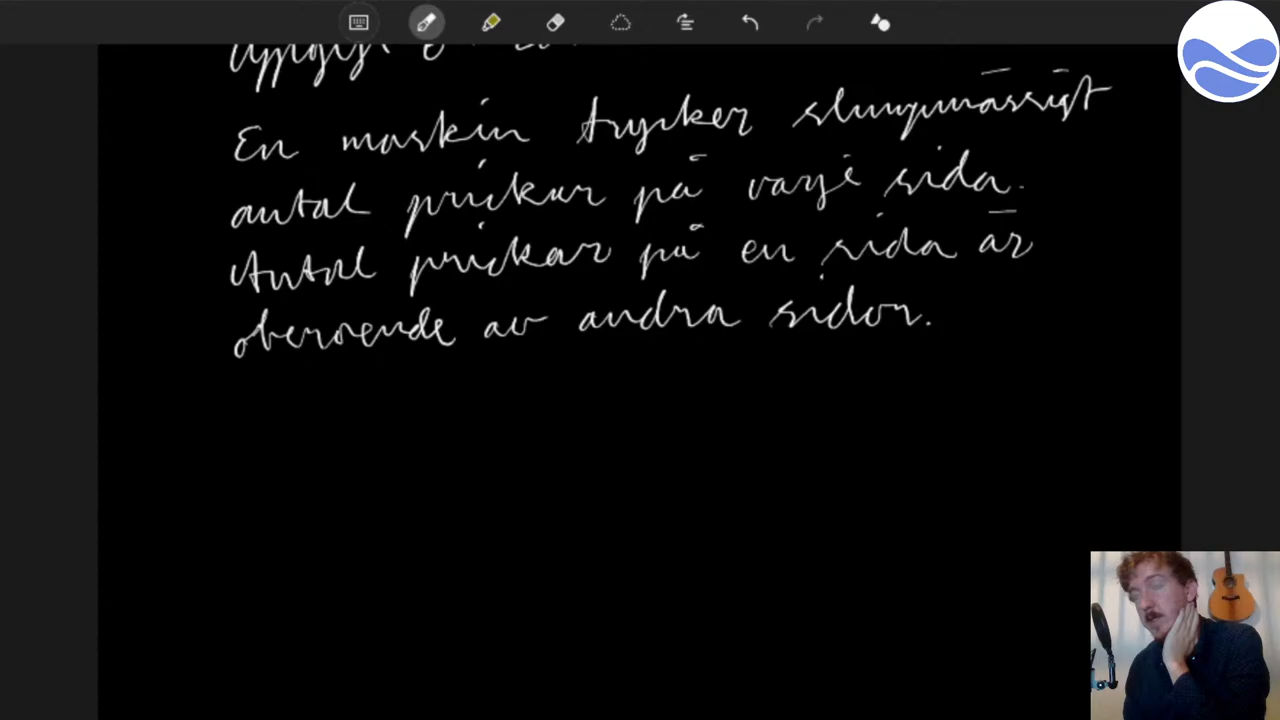 En maskin trycker slumpmässigt
antal prickar på varje sida.
Antal prickar på en sida är
oberoende av andra sidor.